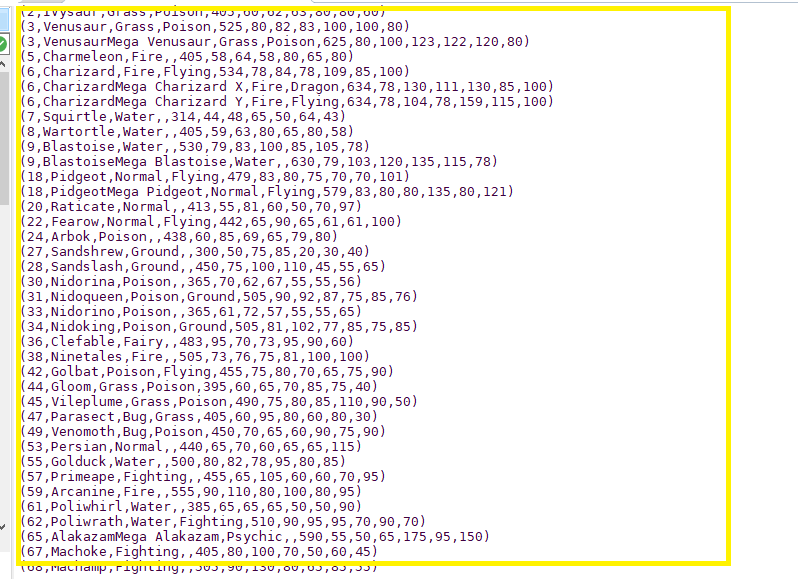 (2,Ivysaur,Grass,Poison,405,60,62,63,80,80,60)
(3,Venusaur,Grass,Poison,525,80,82,83,100,100,80)
(3,VenusaurMega Venusaur,Grass,Poison,625,80,100,123,122,120,80)
(5,Charmeleon,Fire,,405,58,64,58,80,65,80)
(6,Charizard,Fire,Flying,534,78,84,78,109,85,100)
(6,CharizardMega Charizard X,Fire,Dragon,634,78,130,111,130,85,100)
(6,CharizardMega Charizard Y,Fire,Flying,634,78,104,78,159,115,100)
(7,Squirtle,Water,,314,44,48,65,50,64,43)
(8,Wartortle,Water,,405,59,63,80,65,80,58)
(9,Blastoise,Water,,530,79,83,100,85,105,78)
(9,BlastoiseMega Blastoise,Water,,630,79,103,120,135,115,78)
(18,Pidgeot,Normal,Flying,479,83,80,75,70,70,101)
(18,PidgeotMega Pidgeot,Normal,Flying,579,83,80,80,135,80,121)
(20,Raticate,Normal,,413,55,81,60,50,70,97)
(22,Fearow,Normal,Flying,442,65,90,65,61,61,100)
(24,Arbok,Poison,,438,60,85,69,65,79,80)
(27,Sandshrew,Ground,,300,50,75,85,20,30,40)
(28,Sandslash,Ground,,450,75,100,110,45,55,65)
(30,Nidorina,Poison,,365,70,62,67,55,55,56)
(31,Nidoqueen,Poison,Ground,505,90,92,87,75,85,76)
(33,Nidorino,Poison,,365,61,72,57,55,55,65)
(34,Nidoking,Poison,Ground,505,81,102,77,85,75,85)
(36,Clefable,Fairy,,483,95,70,73,95,90,60)
(38,Ninetales,Fire,,505,73,76,75,81,100,100)
(42,Golbat,Poison,Flying,455,75,80,70,65,75,90)
(44,Gloom,Grass,Poison,395,60,65,70,85,75,40)
(45,Vileplume,Grass,Poison,490,75,80,85,110,90,50)
(47,Parasect,Bug,Grass,405,60,95,80,60,80,30)
(49,Venomoth,Bug,Poison,450,70,65,60,90,75,90)
(53,Persian,Normal,,440,65,70,60,65,65,115)
(55,Golduck,Water,,500,80,82,78,95,80,85)
(57,Primeape,Fighting,,455,65,105,60,60,70,95)
(59,Arcanine,Fire,,555,90,110,80,100,80,95)
(61,Poliwhirl,Water,,385,65,65,65,50,50,90)
(62,Poliwrath,Water,Fighting,510,90,95,95,70,90,70)
(65,AlakazamMega Alakazam,Psychic,,590,55,50,65,175,95,150)
(67,Machoke,Fighting,,405,80,100,70,50,60,45)
(68,Machamp,Fighting,,505,90,130,80,65,85,55)